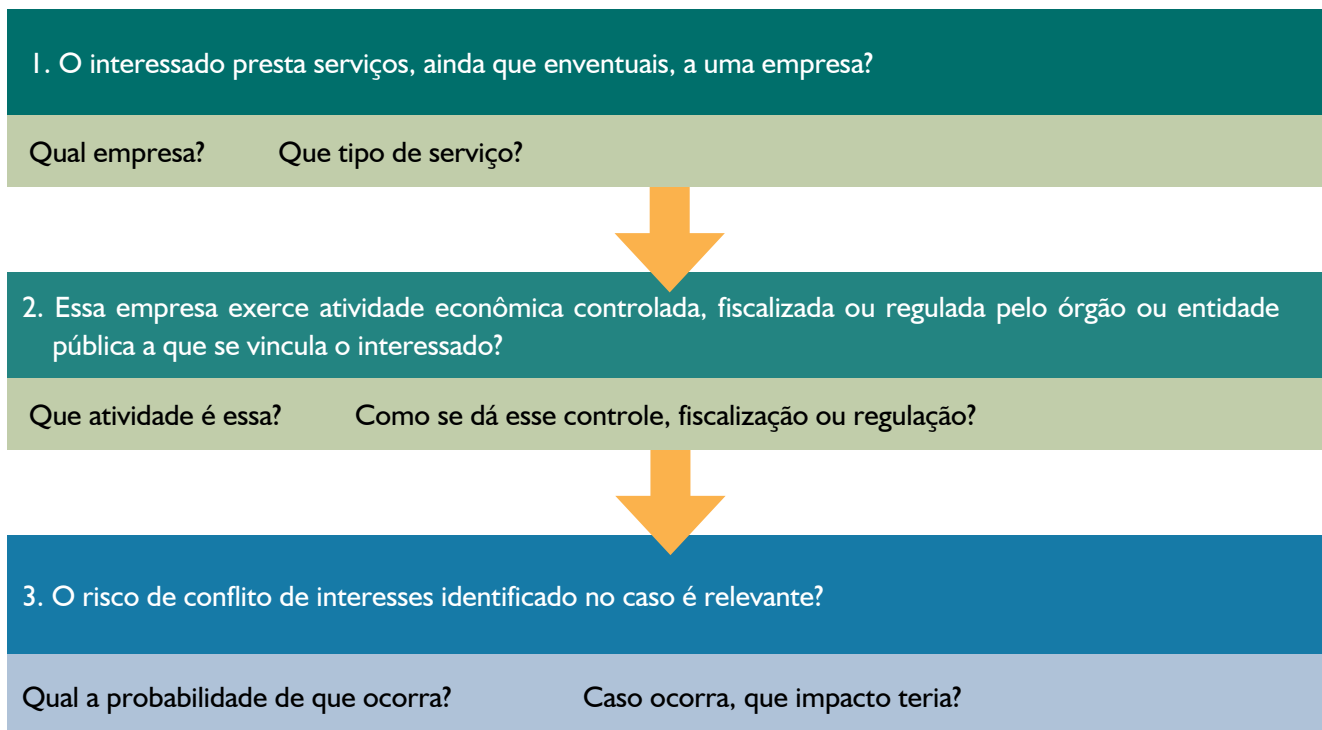 1. O interessado presta serviços, ainda que enventuais, a uma empresa?
Qual empresa? Que tipo de serviço?
2. Essa empresa exerce atividade econômica controlada, fiscalizada ou regulada pelo órgão ou entidade
pública a que se vincula o interessado?
Que atividade é essa? Como se dá esse controle, fiscalização ou regulação?
3. O risco de conflito de interesses identificado no caso é relevante?
Qual a probabilidade de que ocorra? Caso ocorra, que impacto teria?